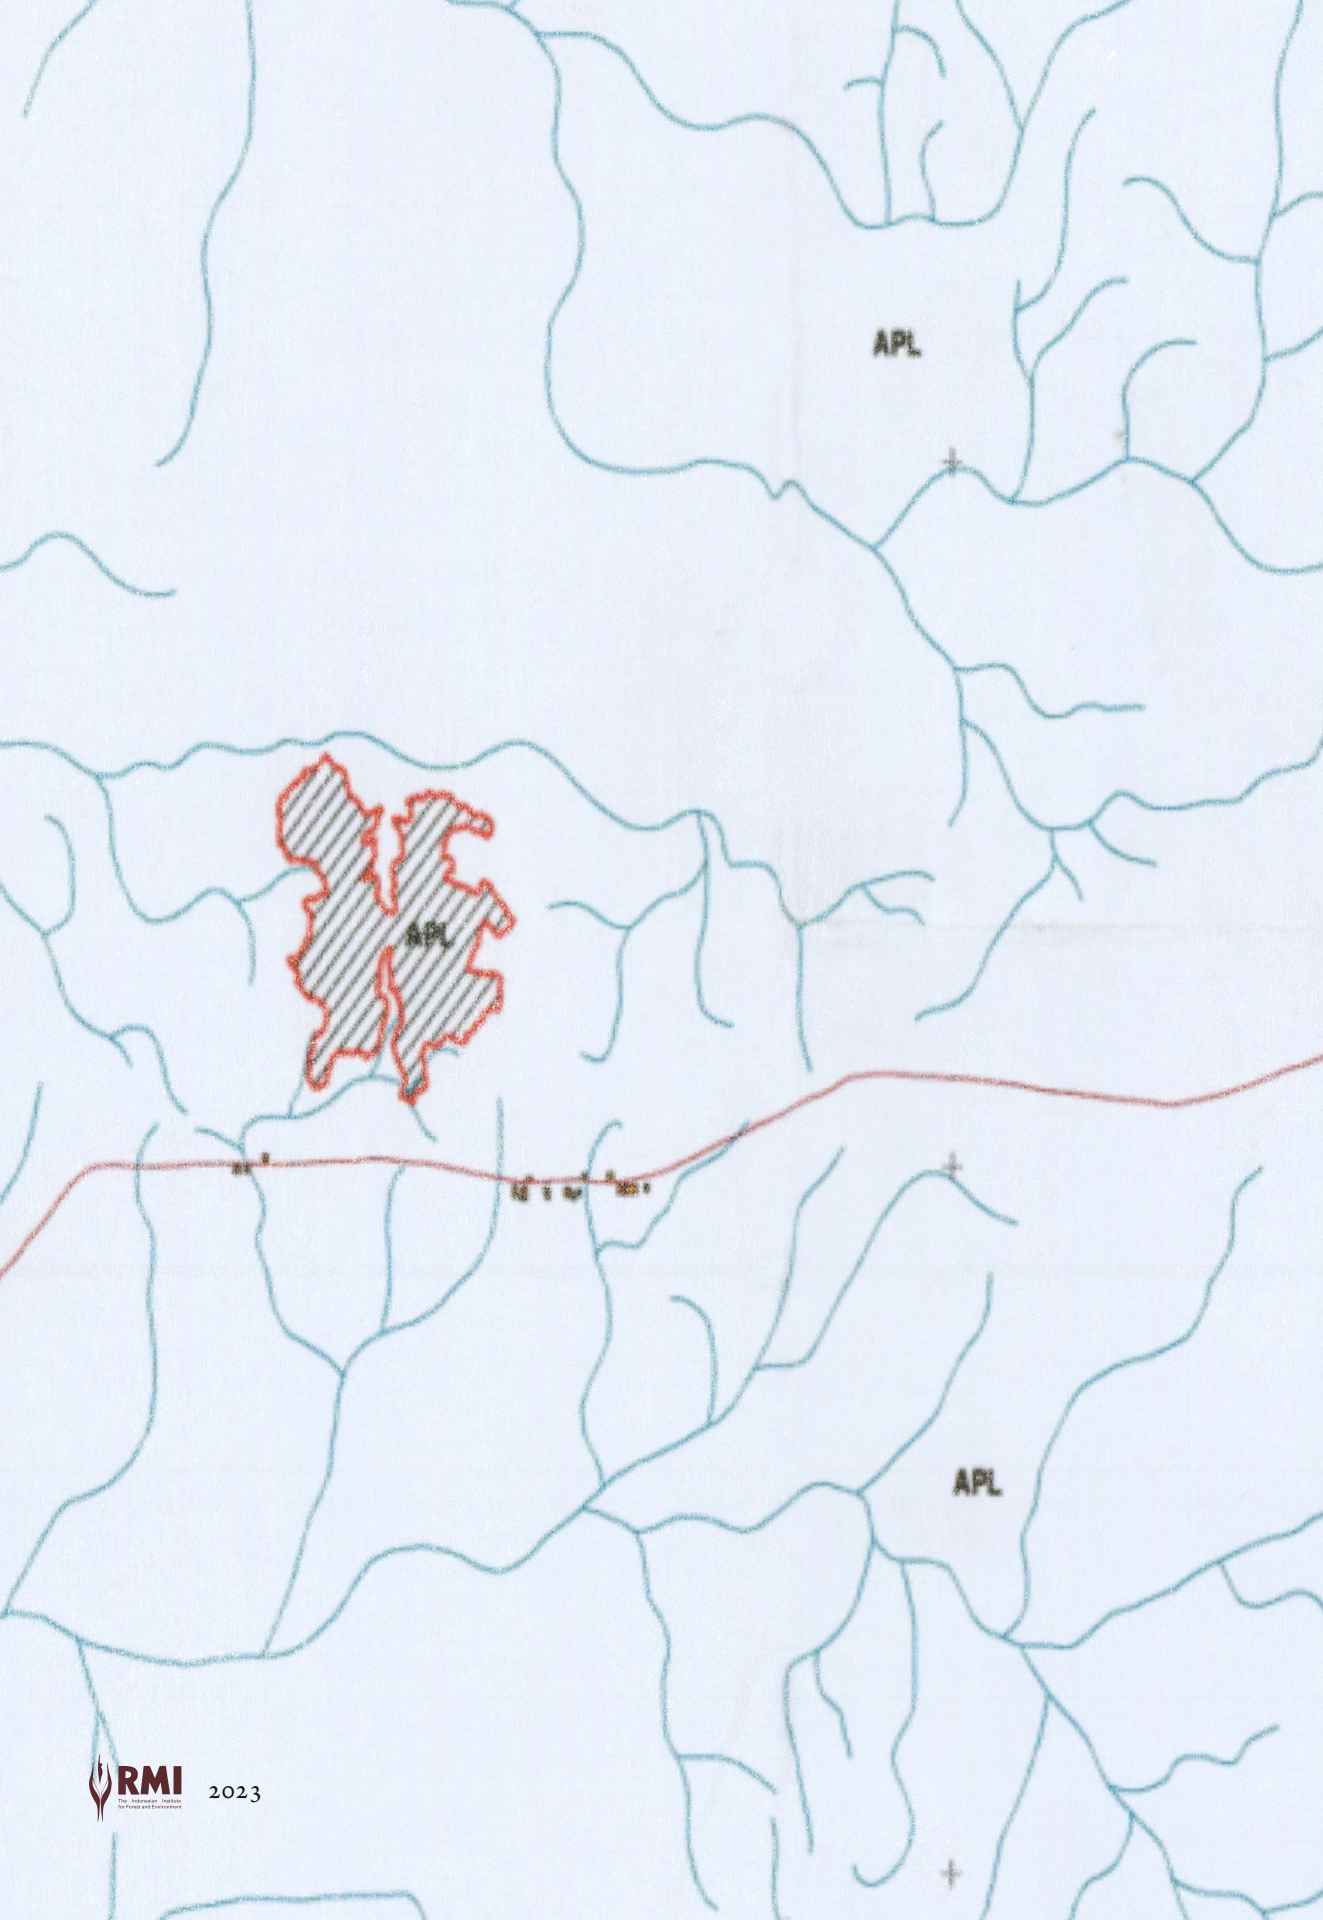 APL
APL
APL
RMI
The Indonesian Institute
for Forest and Environment
2023